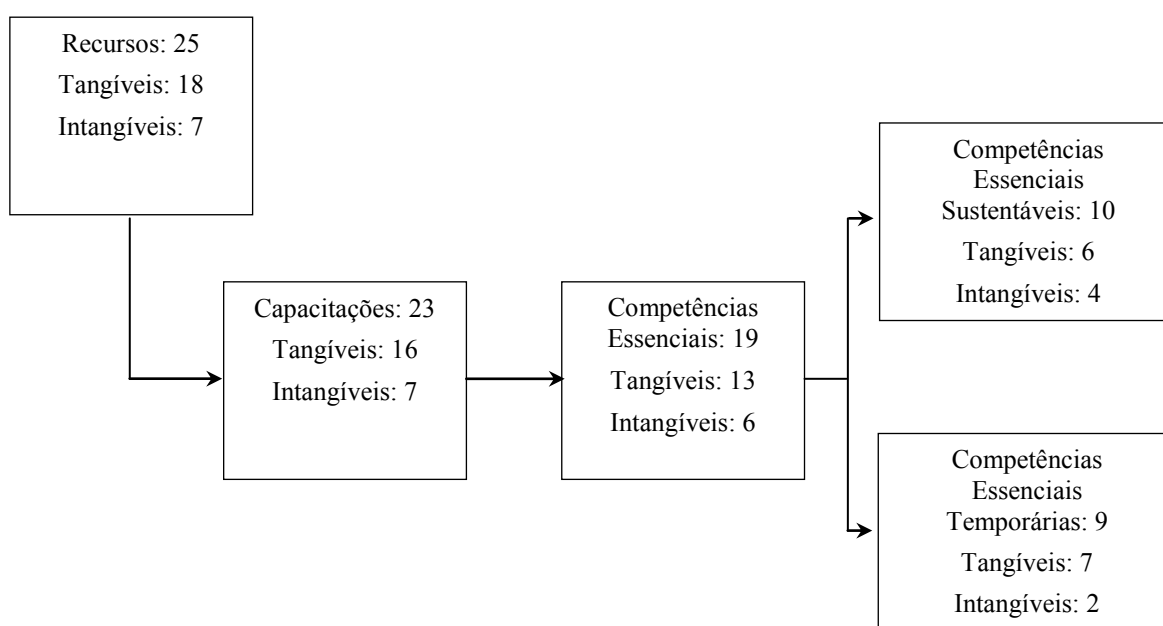 Recursos: 25
Tangíveis: 18
Intangíveis: 7
Capacitações: 23
Tangíveis: 16
Intangíveis: 7
Competências
Essenciais: 19
Tangíveis: 13
Intangíveis: 6
Competências
Essenciais
Sustentáveis: 10
Tangíveis: 6
Intangíveis: 4
Competências
Essenciais
Temporárias: 9
Tangíveis: 7
Intangíveis: 2